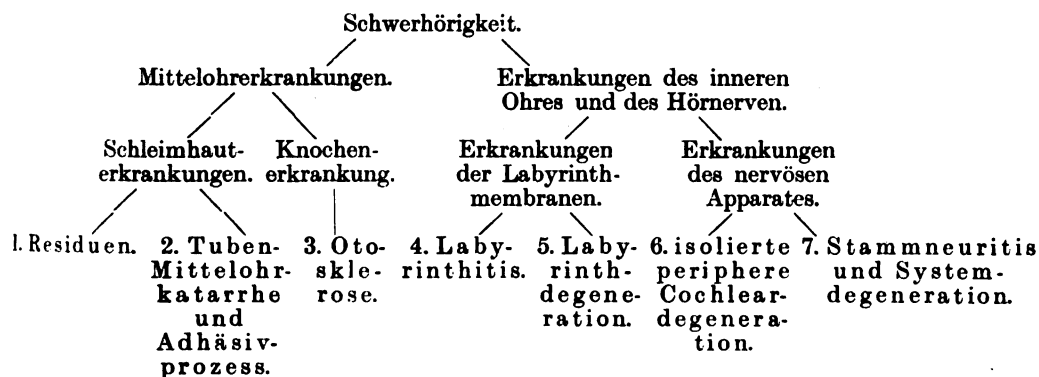 Schwerhörigkeit.
Mittelohrerkrankungen.
Erkrankungen des inneren
Ohres und des Hörnerven.
Schleimhaut-
erkrankungen.
Knochen-
erkrankung.
Erkrankungen
der Labyrinth-
membranen.
Erkrankungen
des nervösen
Apparates.
1. Residuen.
2. Tuben-
Mittelohr-
katarrhe
und
Adhäsiv-
prozess.
3. Oto-
skle-
rose.
4. Laby-
rinthitis.
5. Laby-
rinth-
degene-
ration.
6. isolierte
periphere
Cochlear-
degenera-
tion.
7. Stammneuritis
und System-
degeneration.